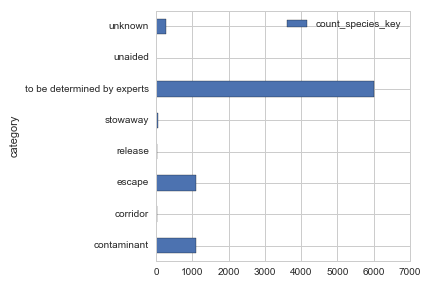 count_species_key
unknown
unaided
to be determined by experts
stowaway
release
escape
corridor
contaminant
category
0 1000 2000 3000 4000 5000 6000 7000